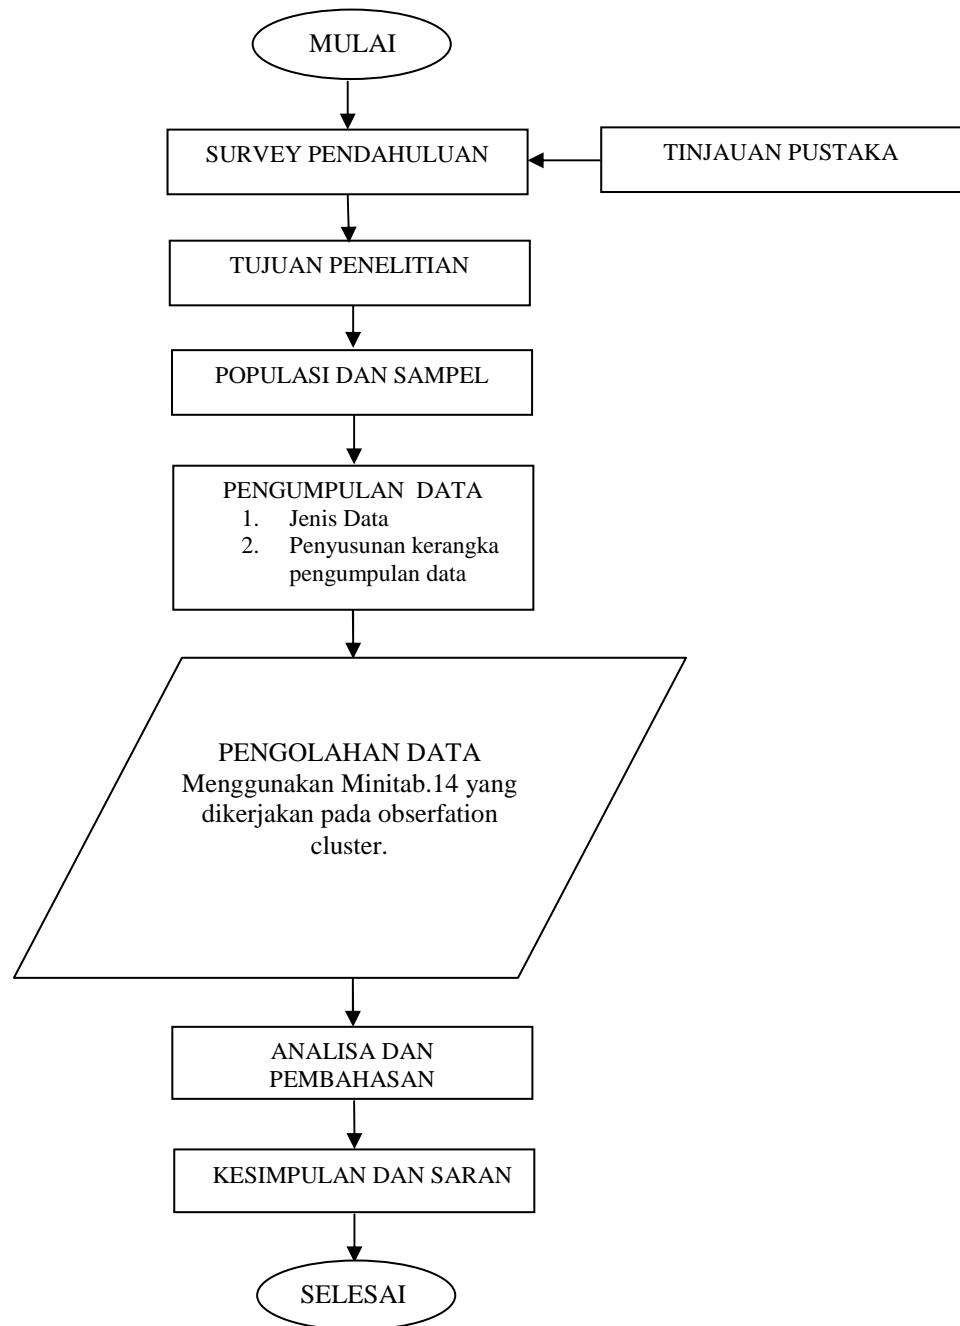 MULAI
SURVEY PENDAHULUAN
TINJAUAN PUSTAKA
TUJUAN PENELITIAN
POPULASI DAN SAMPEL
PENGUMPULAN DATA
1. Jenis Data
2. Penyusunan kerangka
pengumpulan data
PENGOLAHAN DATA
Menggunakan Minitab.14 yang
dikerjakan pada obserfation
cluster.
ANALISA DAN
PEMBAHASAN
KESIMPULAN DAN SARAN
SELESAI